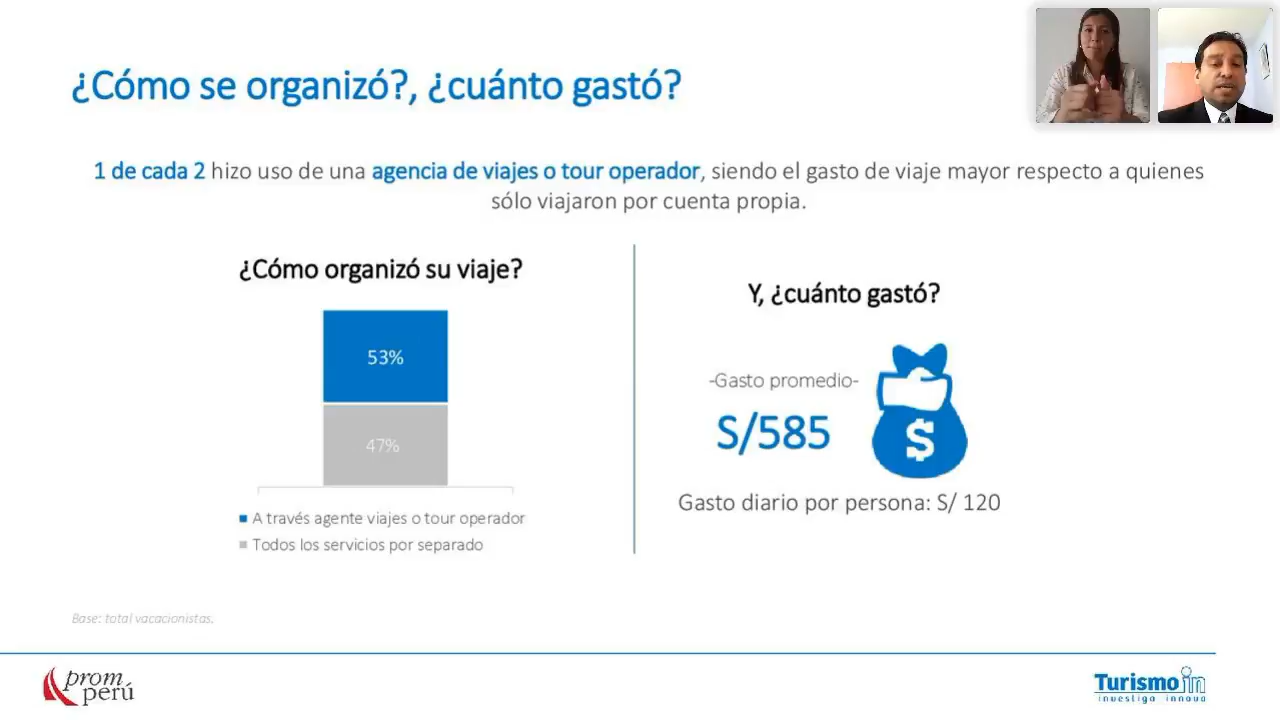 ¿Cómo se organizó?, ¿cuánto gastó?
1 de cada 2 hizo uso de una agencia de viajes o tour operador, siendo el gasto de viaje mayor respecto a quienes
sólo viajaron por cuenta propia.
¿Cómo organizó su viaje?
53%
47%
A través agente viajes o tour operador
Todos los servicios por separado
Y, ¿cuánto gastó?
-Gasto promedio-
S/585
$
Gasto diario por persona: S/ 120
Base: total vacacionistas.
prom
perú
Turismo in
investiga innova